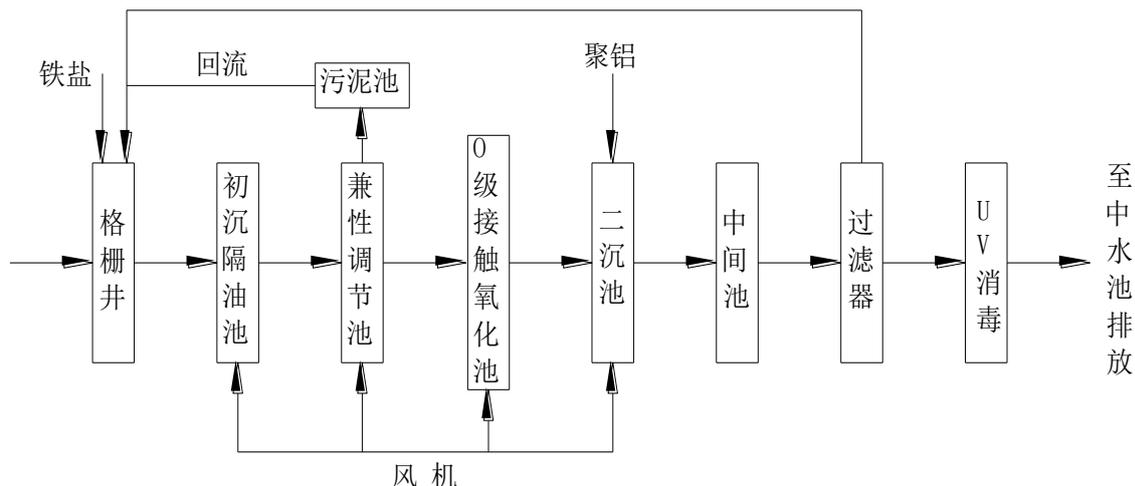 铁盐
回流
污泥池
聚铝
格栅井
初沉隔油池
兼性调节池
O级接触氧化池
二沉池
中间池
过滤器
UV消毒
至中水池排放
风 机